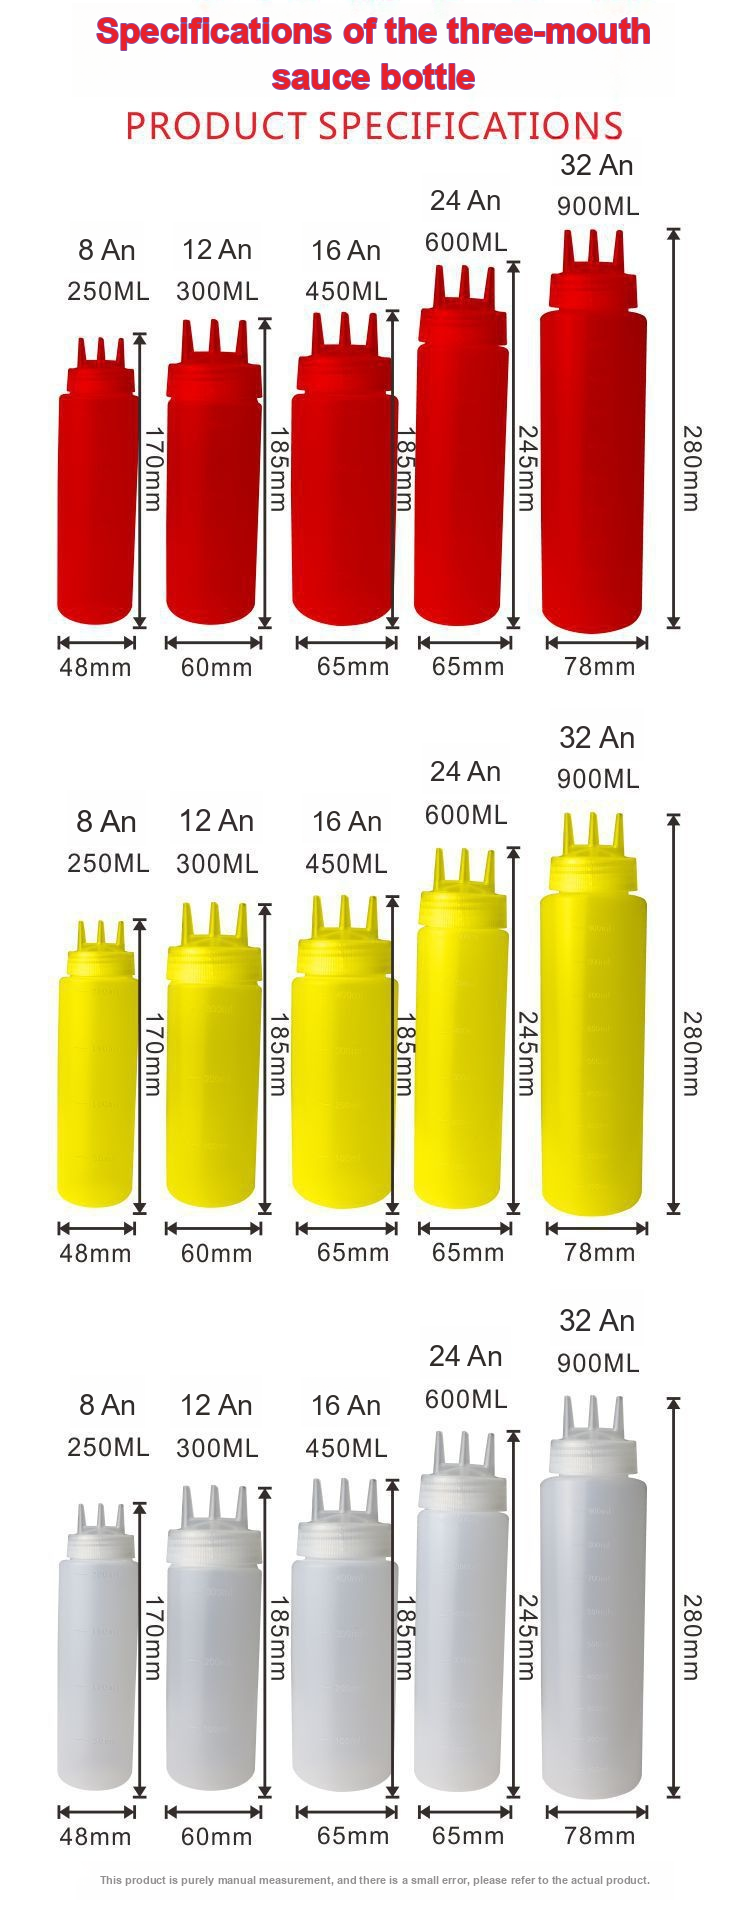 Specifications of the three-mouth
sauce bottle
PRODUCT SPECIFICATIONS
32 An
900ML
24 An
600ML
8 An
12 An
16 An
250ML
300ML
450ML
170mm
185mm
185mm
245mm
280mm
48mm
60mm
65mm
65mm
78mm
32 An
900ML
24 An
600ML
8 An
12 An
16 An
250ML
300ML
450ML
170mm
185mm
185mm
245mm
280mm
48mm
60mm
65mm
65mm
78mm
32 An
900ML
24 An
600ML
8 An
12 An
16 An
250ML
300ML
450ML
170mm
185mm
185mm
245mm
280mm
48mm
60mm
65mm
65mm
78mm
This product is purely manual measurement, and there is a small error, please refer to the actual product.